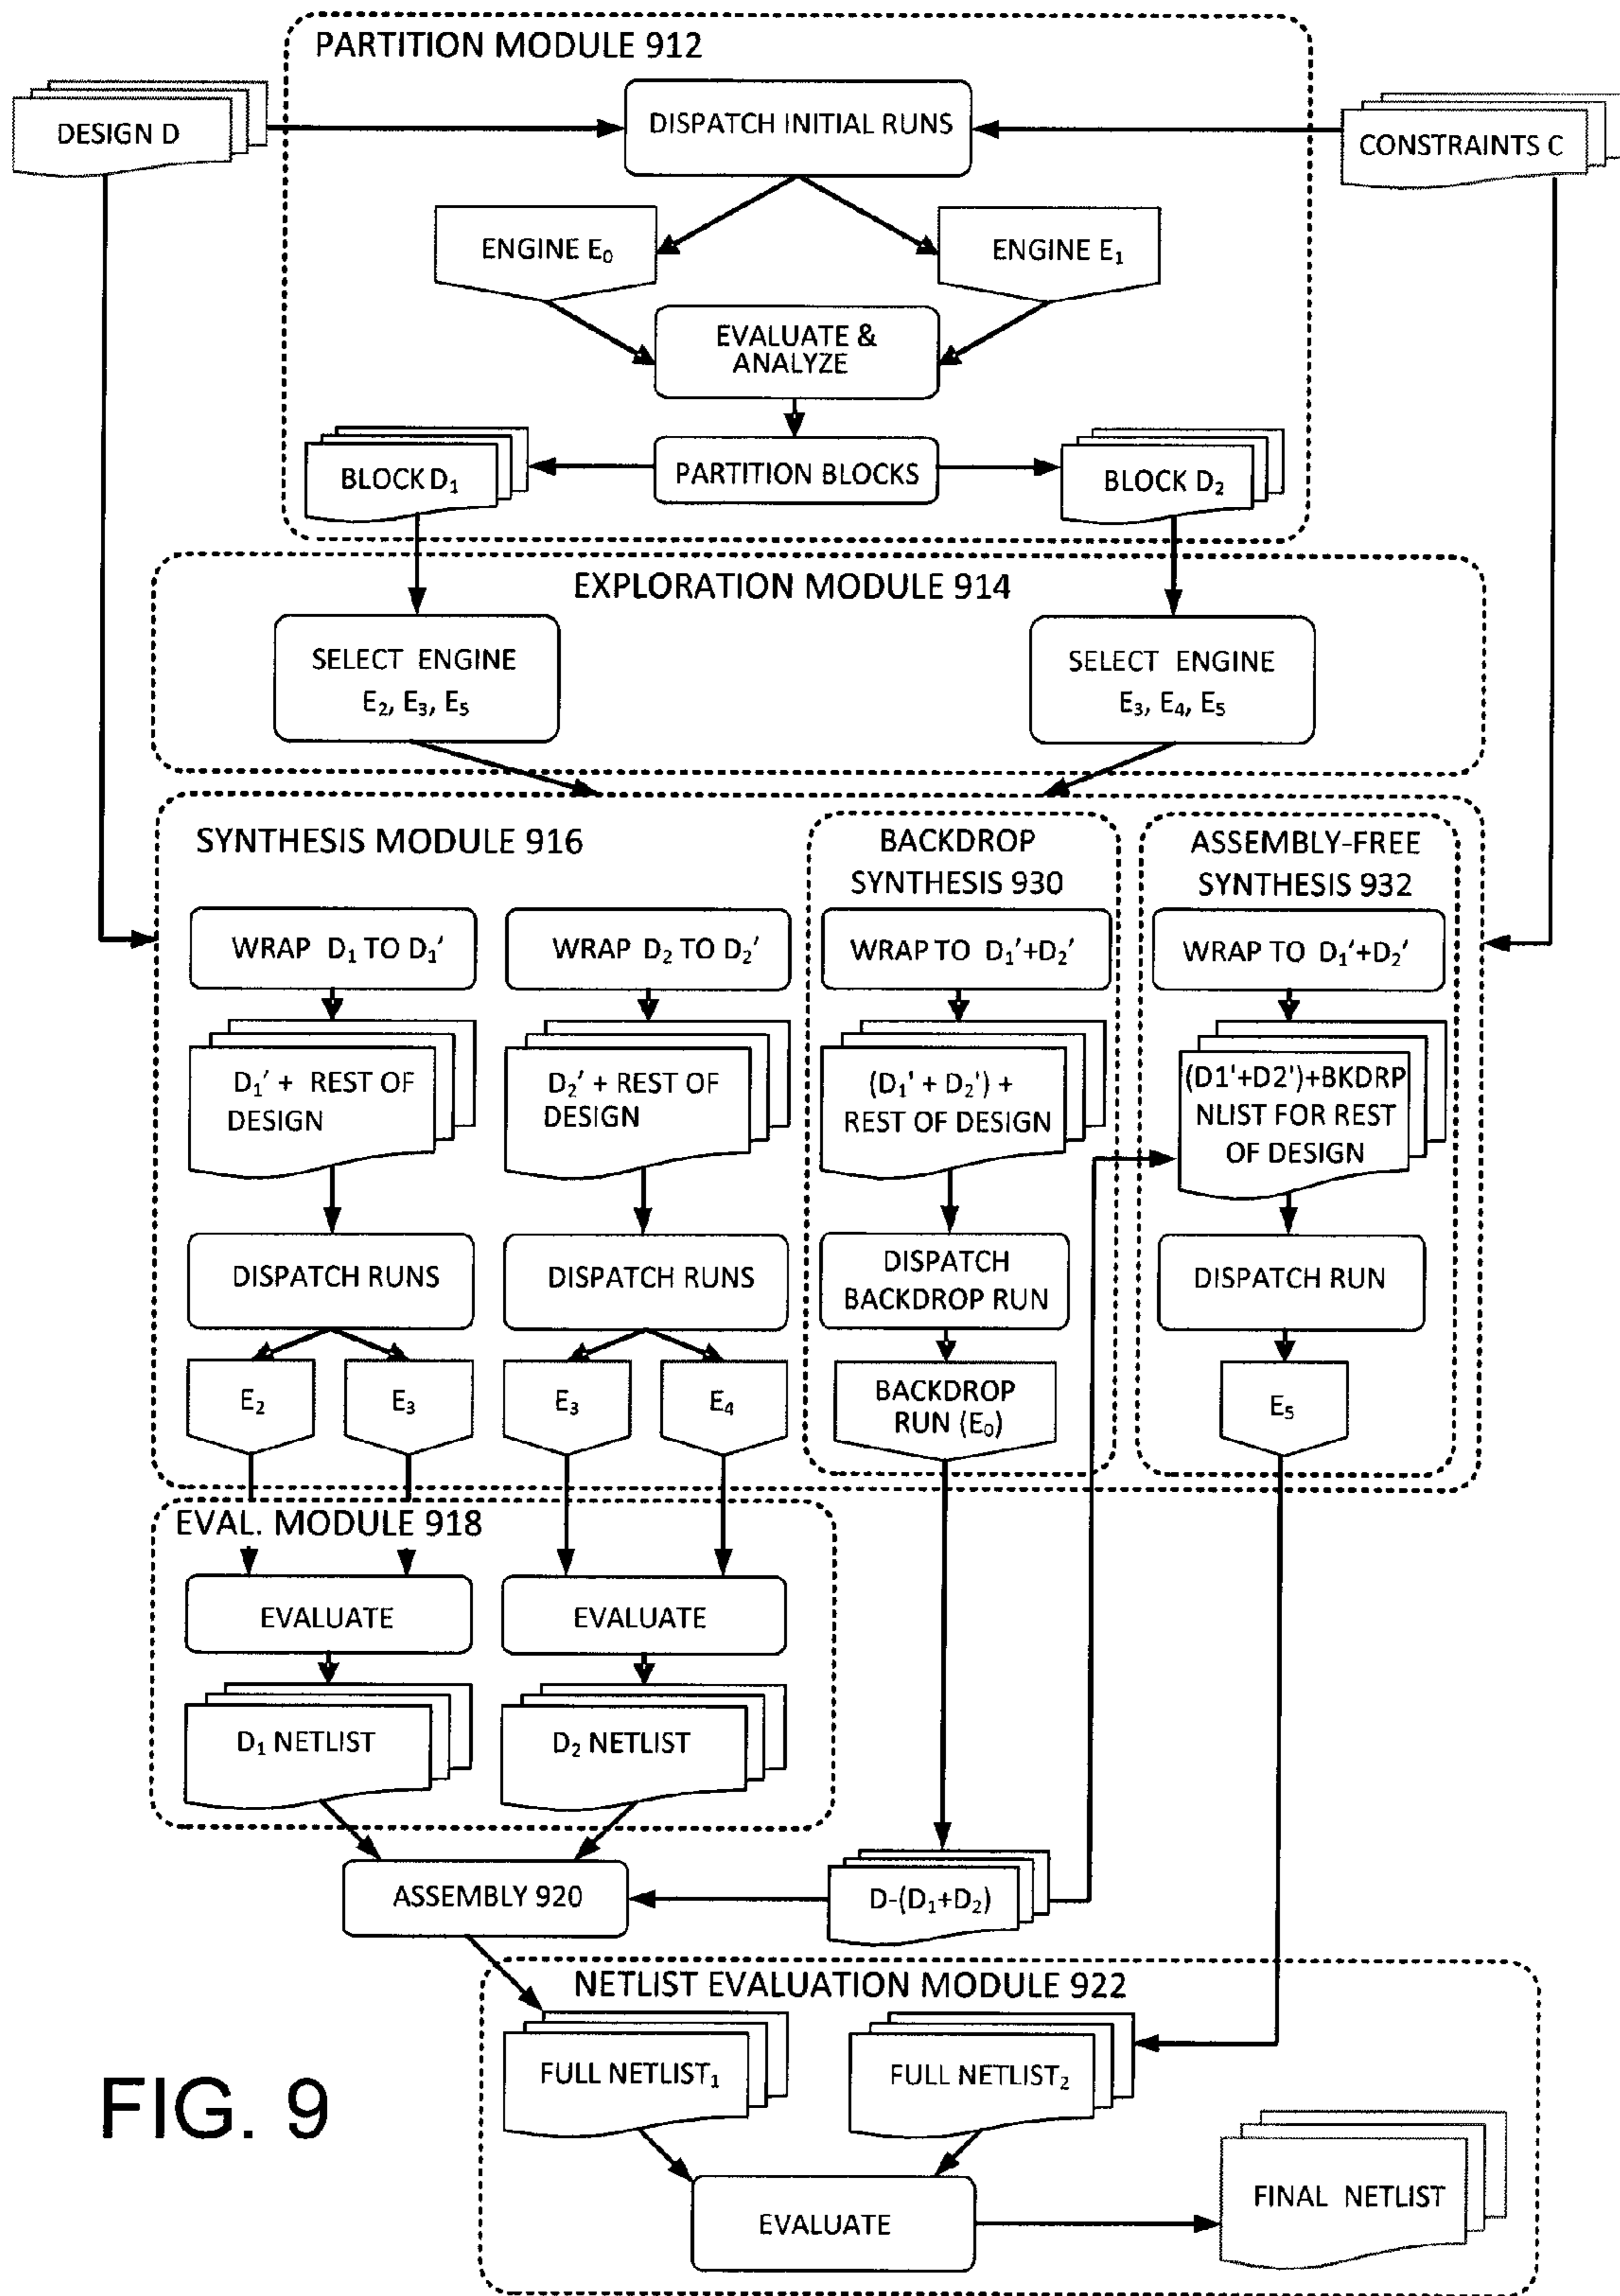 PARTITION MODULE 912
DESIGN D
DISPATCH INITIAL RUNS
CONSTRAINTS C
ENGINE E₀
ENGINE E₁
EVALUATE &
ANALYZE
BLOCK D₁
PARTITION BLOCKS
BLOCK D₂
EXPLORATION MODULE 914
SELECT ENGINE
E₂, E₃, E₅
SELECT ENGINE
E₃, E₄, E₅
SYNTHESIS MODULE 916
BACKDROP
SYNTHESIS 930
ASSEMBLY-FREE
SYNTHESIS 932
WRAP D₁ TO D₁'
WRAP D₂ TO D₂'
WRAP TO D₁'+D₂'
WRAP TO D₁'+D₂'
D₁' + REST OF
DESIGN
D₂' + REST OF
DESIGN
(D₁' + D₂') +
REST OF DESIGN
(D1'+D2')+BKDRP
NLIST FOR REST
OF DESIGN
DISPATCH RUNS
DISPATCH RUNS
DISPATCH
BACKDROP RUN
DISPATCH RUN
E₂
E₃
E₃
E₄
BACKDROP
RUN (E₀)
E₅
EVAL. MODULE 918
EVALUATE
EVALUATE
D₁ NETLIST
D₂ NETLIST
ASSEMBLY 920
D-(D₁+D₂)
NETLIST EVALUATION MODULE 922
FULL NETLIST₁
FULL NETLIST₂
FIG. 9
EVALUATE
FINAL NETLIST